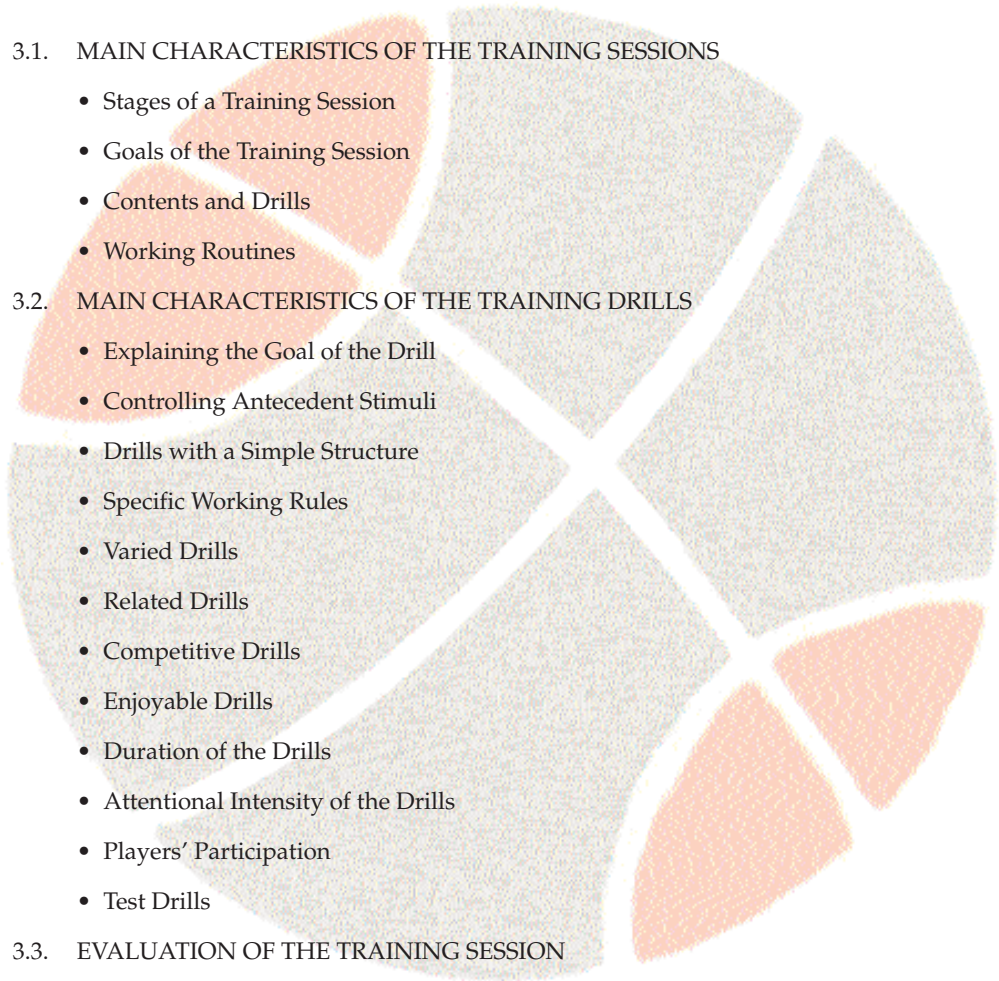 3.1. MAIN CHARACTERISTICS OF THE TRAINING SESSIONS
• Stages of a Training Session
• Goals of the Training Session
• Contents and Drills
• Working Routines
3.2. MAIN CHARACTERISTICS OF THE TRAINING DRILLS
• Explaining the Goal of the Drill
• Controlling Antecedent Stimuli
• Drills with a Simple Structure
• Specific Working Rules
• Varied Drills
• Related Drills
• Competitive Drills
• Enjoyable Drills
• Duration of the Drills
• Attentional Intensity of the Drills
• Players’ Participation
• Test Drills
3.3. EVALUATION OF THE TRAINING SESSION